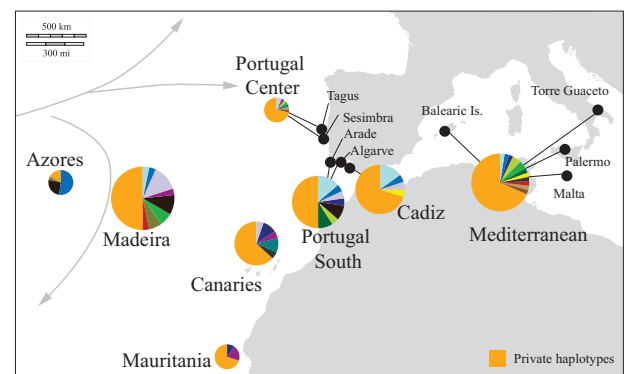 500 km
300 mi
Portugal
Center
Tagus
Sesimbra
Arade
Algarve
Balearic Is.
Torre Guaceto
Palermo
Malta
Azores
Madeira
Canaries
Portugal
South
Cadiz
Mediterranean
Mauritania
Private haplotypes